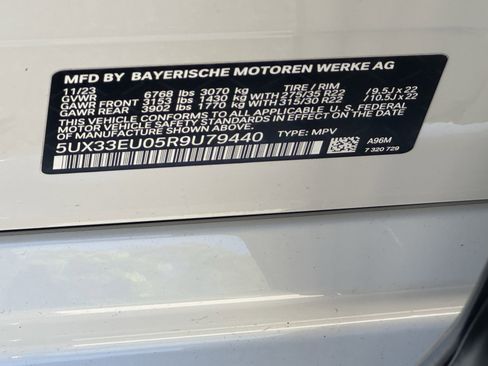 MFD BY BAYERISCHE MOTOREN WERKE AG
11/23 TIRE / RIM
GVWR 6768 lbs 3070 kg
GAWR FRONT 3153 lbs 1430 kg WITH 275/35 R22 / 9.5J x 22
GAWR REAR 3902 lbs 1770 kg WITH 315/30 R22 / 10.5J x 22
THIS VEHICLE CONFORMS TO ALL APPLICABLE U.S. FEDERAL
MOTOR VEHICLE SAFETY STANDARDS IN EFFECT ON THE DATE
OF MANUFACTURE SHOWN ABOVE.
5UX33EU05R9U79440 TYPE: MPV A96M
7 320 729